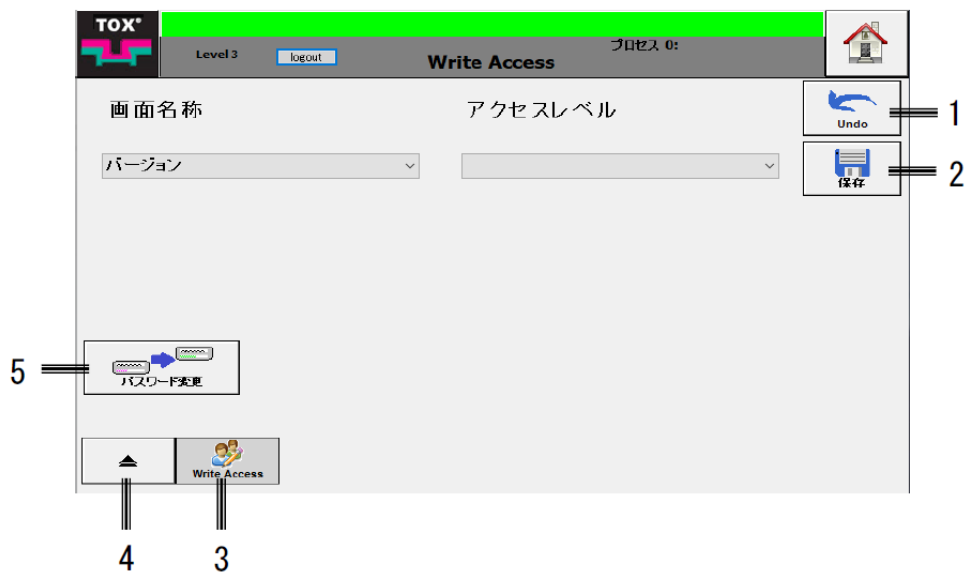 TOX®
Level 3
logout
Write Access
プロセス 0:
画面名称
アクセスレベル
バージョン
Undo
1
保存
2
5
パスワード変更
Write Access
4
3